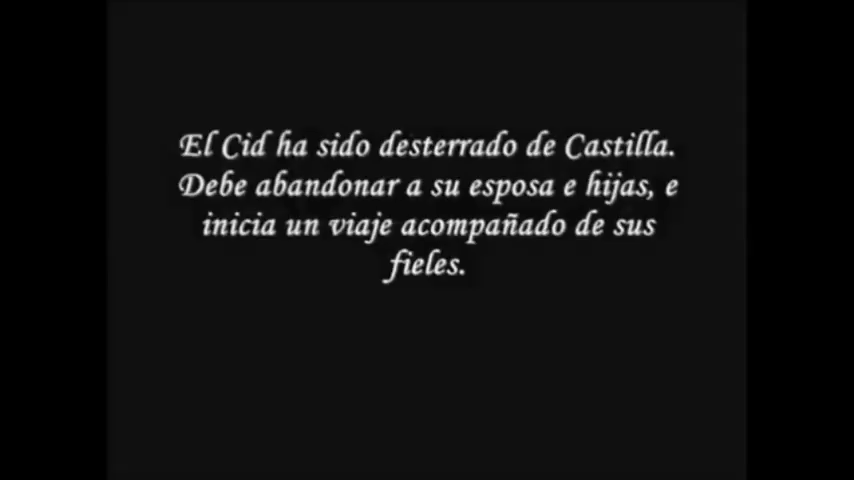 El Cid ha sido desterrado de Castilla.
Debe abandonar a su esposa e hijas, e
inicia un viaje acompañado de sus
fieles.